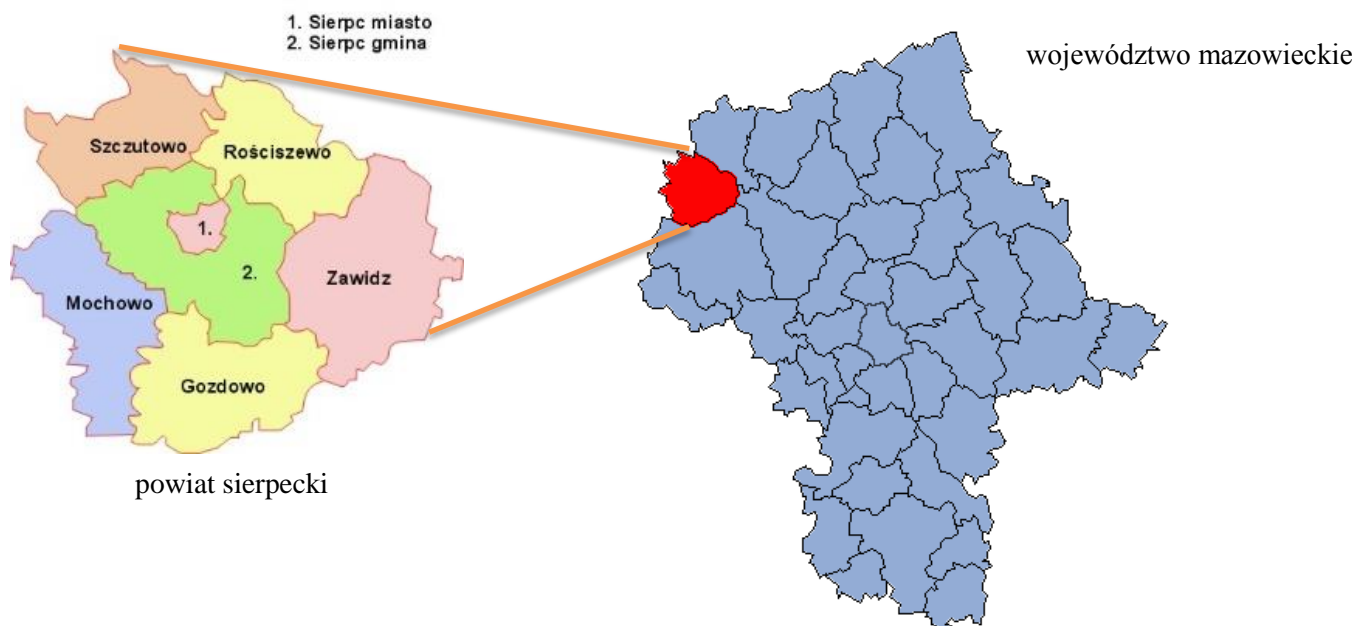 1. Sierpc miasto
2. Sierpc gmina
województwo mazowieckie
Szczutowo
Rościszewo
1.
2.
Zawidz
Mochowo
Gozdowo
powiat sierpecki